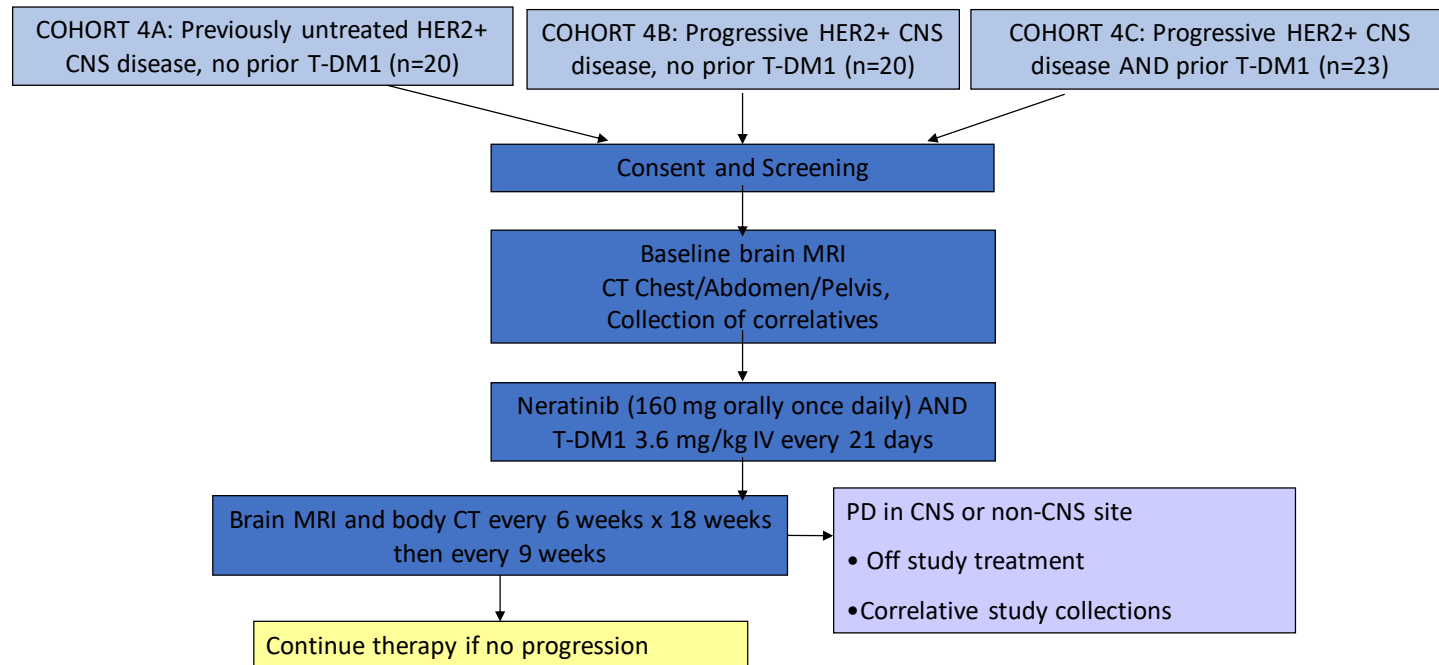 COHORT 4A: Previously untreated HER2+
CNS disease, no prior T-DM1 (n=20)
COHORT 4B: Progressive HER2+ CNS
disease, no prior T-DM1 (n=20)
COHORT 4C: Progressive HER2+ CNS
disease AND prior T-DM1 (n=23)
Consent and Screening
Baseline brain MRI
CT Chest/Abdomen/Pelvis,
Collection of correlatives
Neratinib (160 mg orally once daily) AND
T-DM1 3.6 mg/kg IV every 21 days
Brain MRI and body CT every 6 weeks x 18 weeks
then every 9 weeks
PD in CNS or non-CNS site
• Off study treatment
•Correlative study collections
Continue therapy if no progression